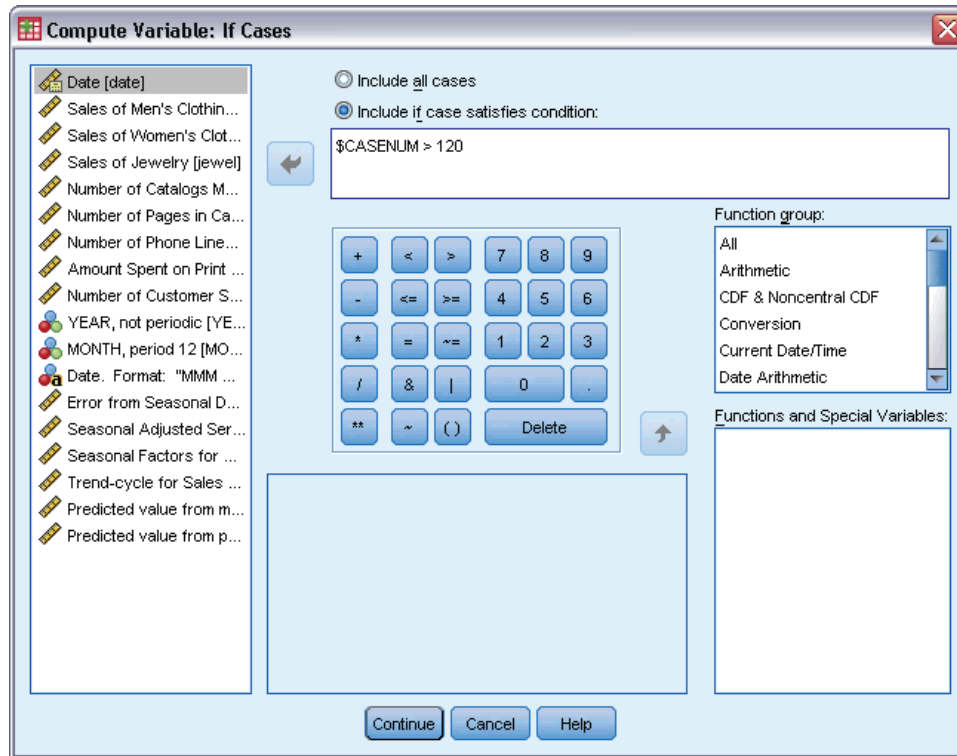 Compute Variable: If Cases
Date [date]
Sales of Men's Clothin...
Sales of Women's Clot...
Sales of Jewelry [jewel]
Number of Catalogs M...
Number of Pages in Ca...
Number of Phone Line...
Amount Spent on Print ...
Number of Customer S...
YEAR, not periodic [YE...
MONTH, period 12 [MO...
a Date. Format: "MMM ...
Error from Seasonal D...
Seasonal Adjusted Ser...
Seasonal Factors for ...
Trend-cycle for Sales ...
Predicted value from m...
Predicted value from p...
Include all cases
Include if case satisfies condition:
$CASENUM > 120
+ < > 7 8 9
- <= >= 4 5 6
* = ~= 1 2 3
/ & | 0 .
** ~ ( ) Delete
Function group:
All
Arithmetic
CDF & Noncentral CDF
Conversion
Current Date/Time
Date Arithmetic
Functions and Special Variables:
Continue Cancel Help